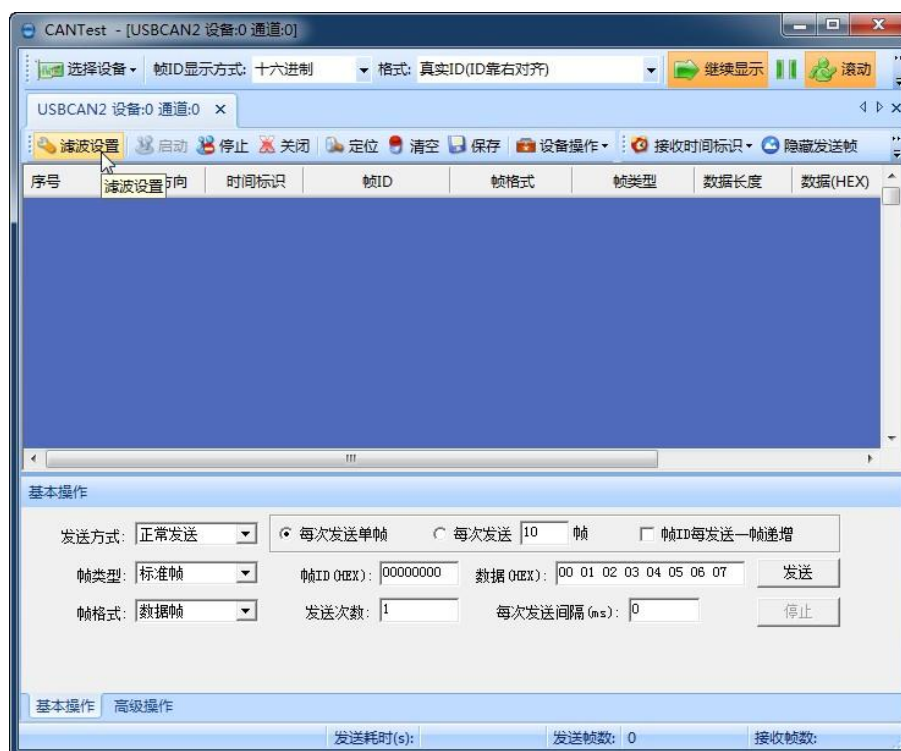 CANTest - [USBCAN2 设备:0 通道:0]
选择设备 帧ID显示方式: 十六进制 格式: 真实ID(ID靠右对齐) 继续显示 滚动
USBCAN2 设备:0 通道:0
滤波设置 启动 停止 关闭 定位 清空 保存 设备操作 接收时间标识 隐藏发送帧
序号 方向 时间标识 帧ID 帧格式 帧类型 数据长度 数据(HEX)
滤波设置
基本操作
发送方式: 正常发送 每次发送单帧 每次发送 10 帧 帧ID每发送一帧递增
帧类型: 标准帧 帧ID(HEX): 00000000 数据(HEX): 00 01 02 03 04 05 06 07 发送
帧格式: 数据帧 发送次数: 1 每次发送间隔(ms): 0 停止
基本操作 高级操作
发送耗时(s): 发送帧数: 0 接收帧数: